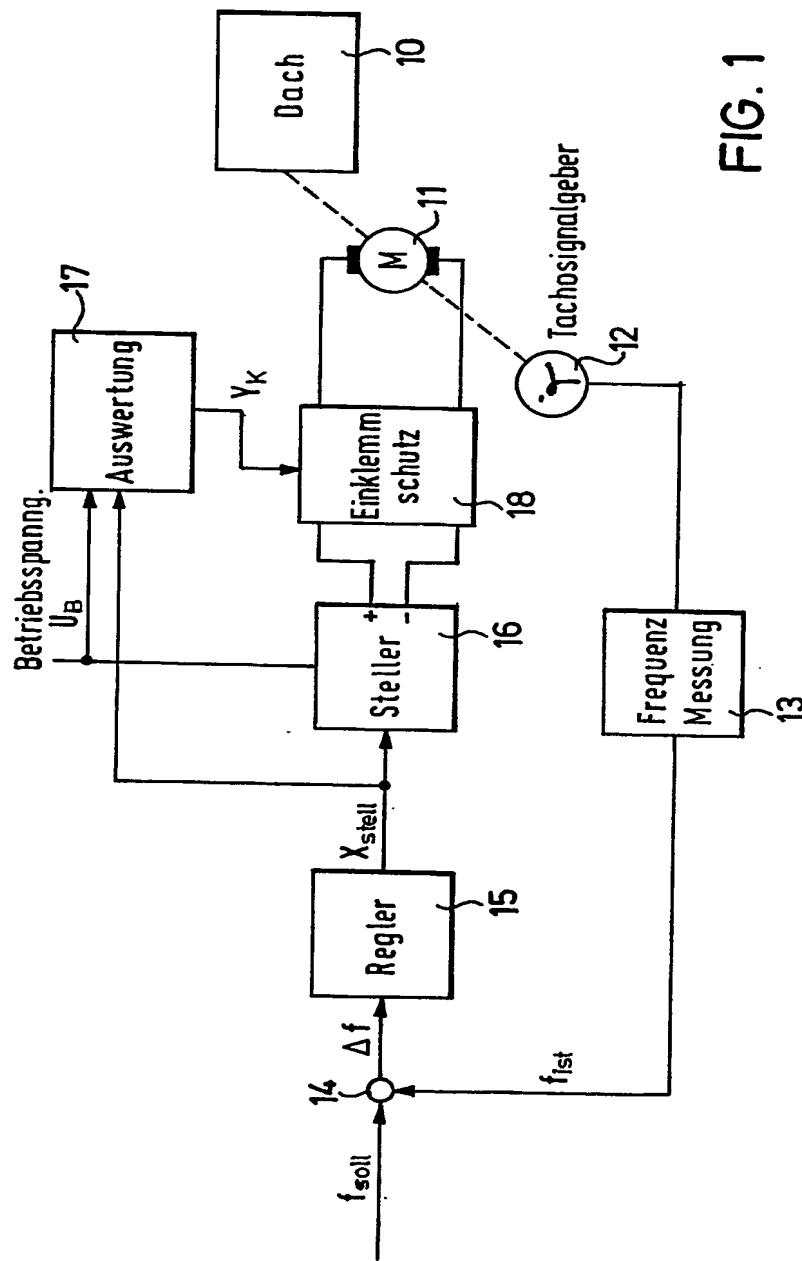 Betriebsspanng.
U_B
17
Auswertung
Y_K
Dach
10
M
11
Tachosignalgeber
12
Einklemm
schutz
18
+
-
Steller
16
X_stell
Regler
15
Δf
14
f_soll
f_Ist
Frequenz
Messung
13
FIG. 1